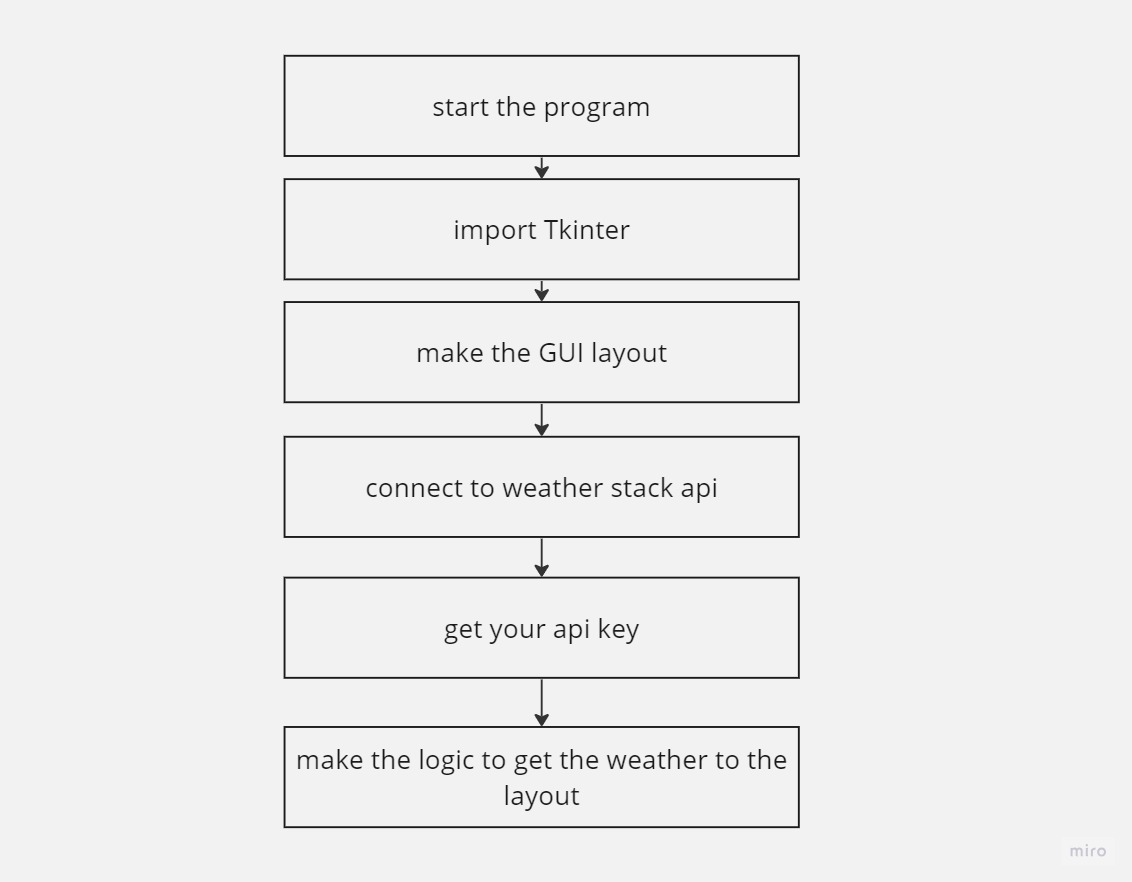 start the program
import Tkinter
make the GUI layout
connect to weather stack api
get your api key
make the logic to get the weather to the
layout
miro